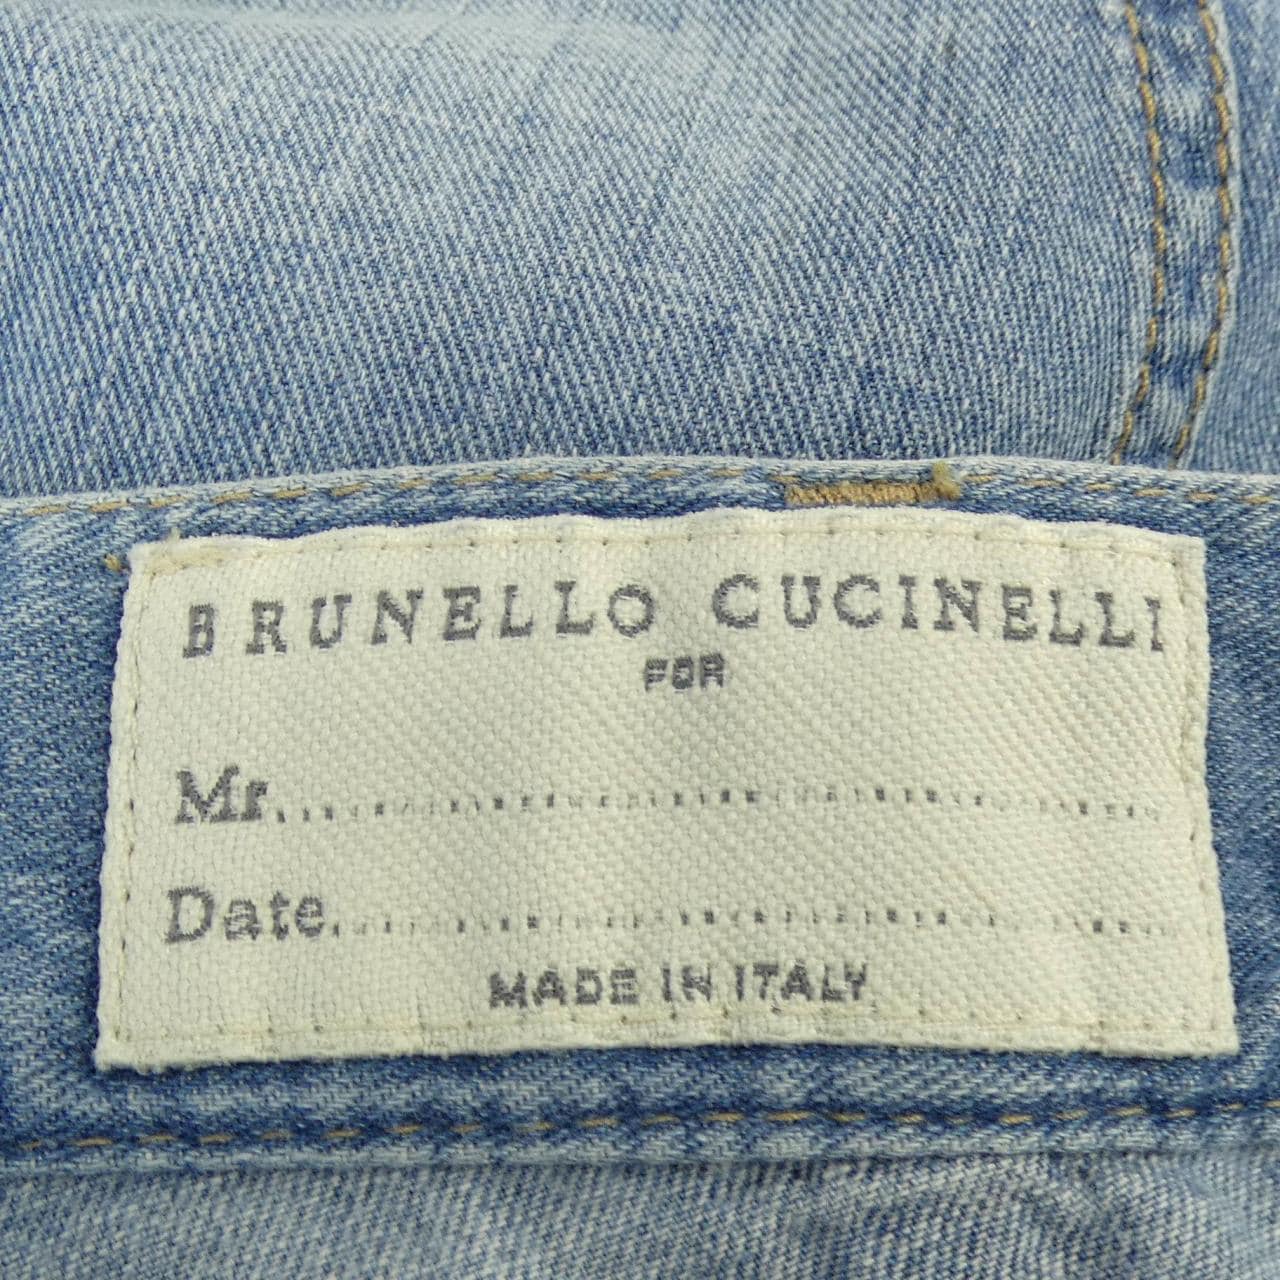 BRUNELLO CUCINELLI
FOR
Mr.......................................................
Date.....................................................
MADE IN ITALY